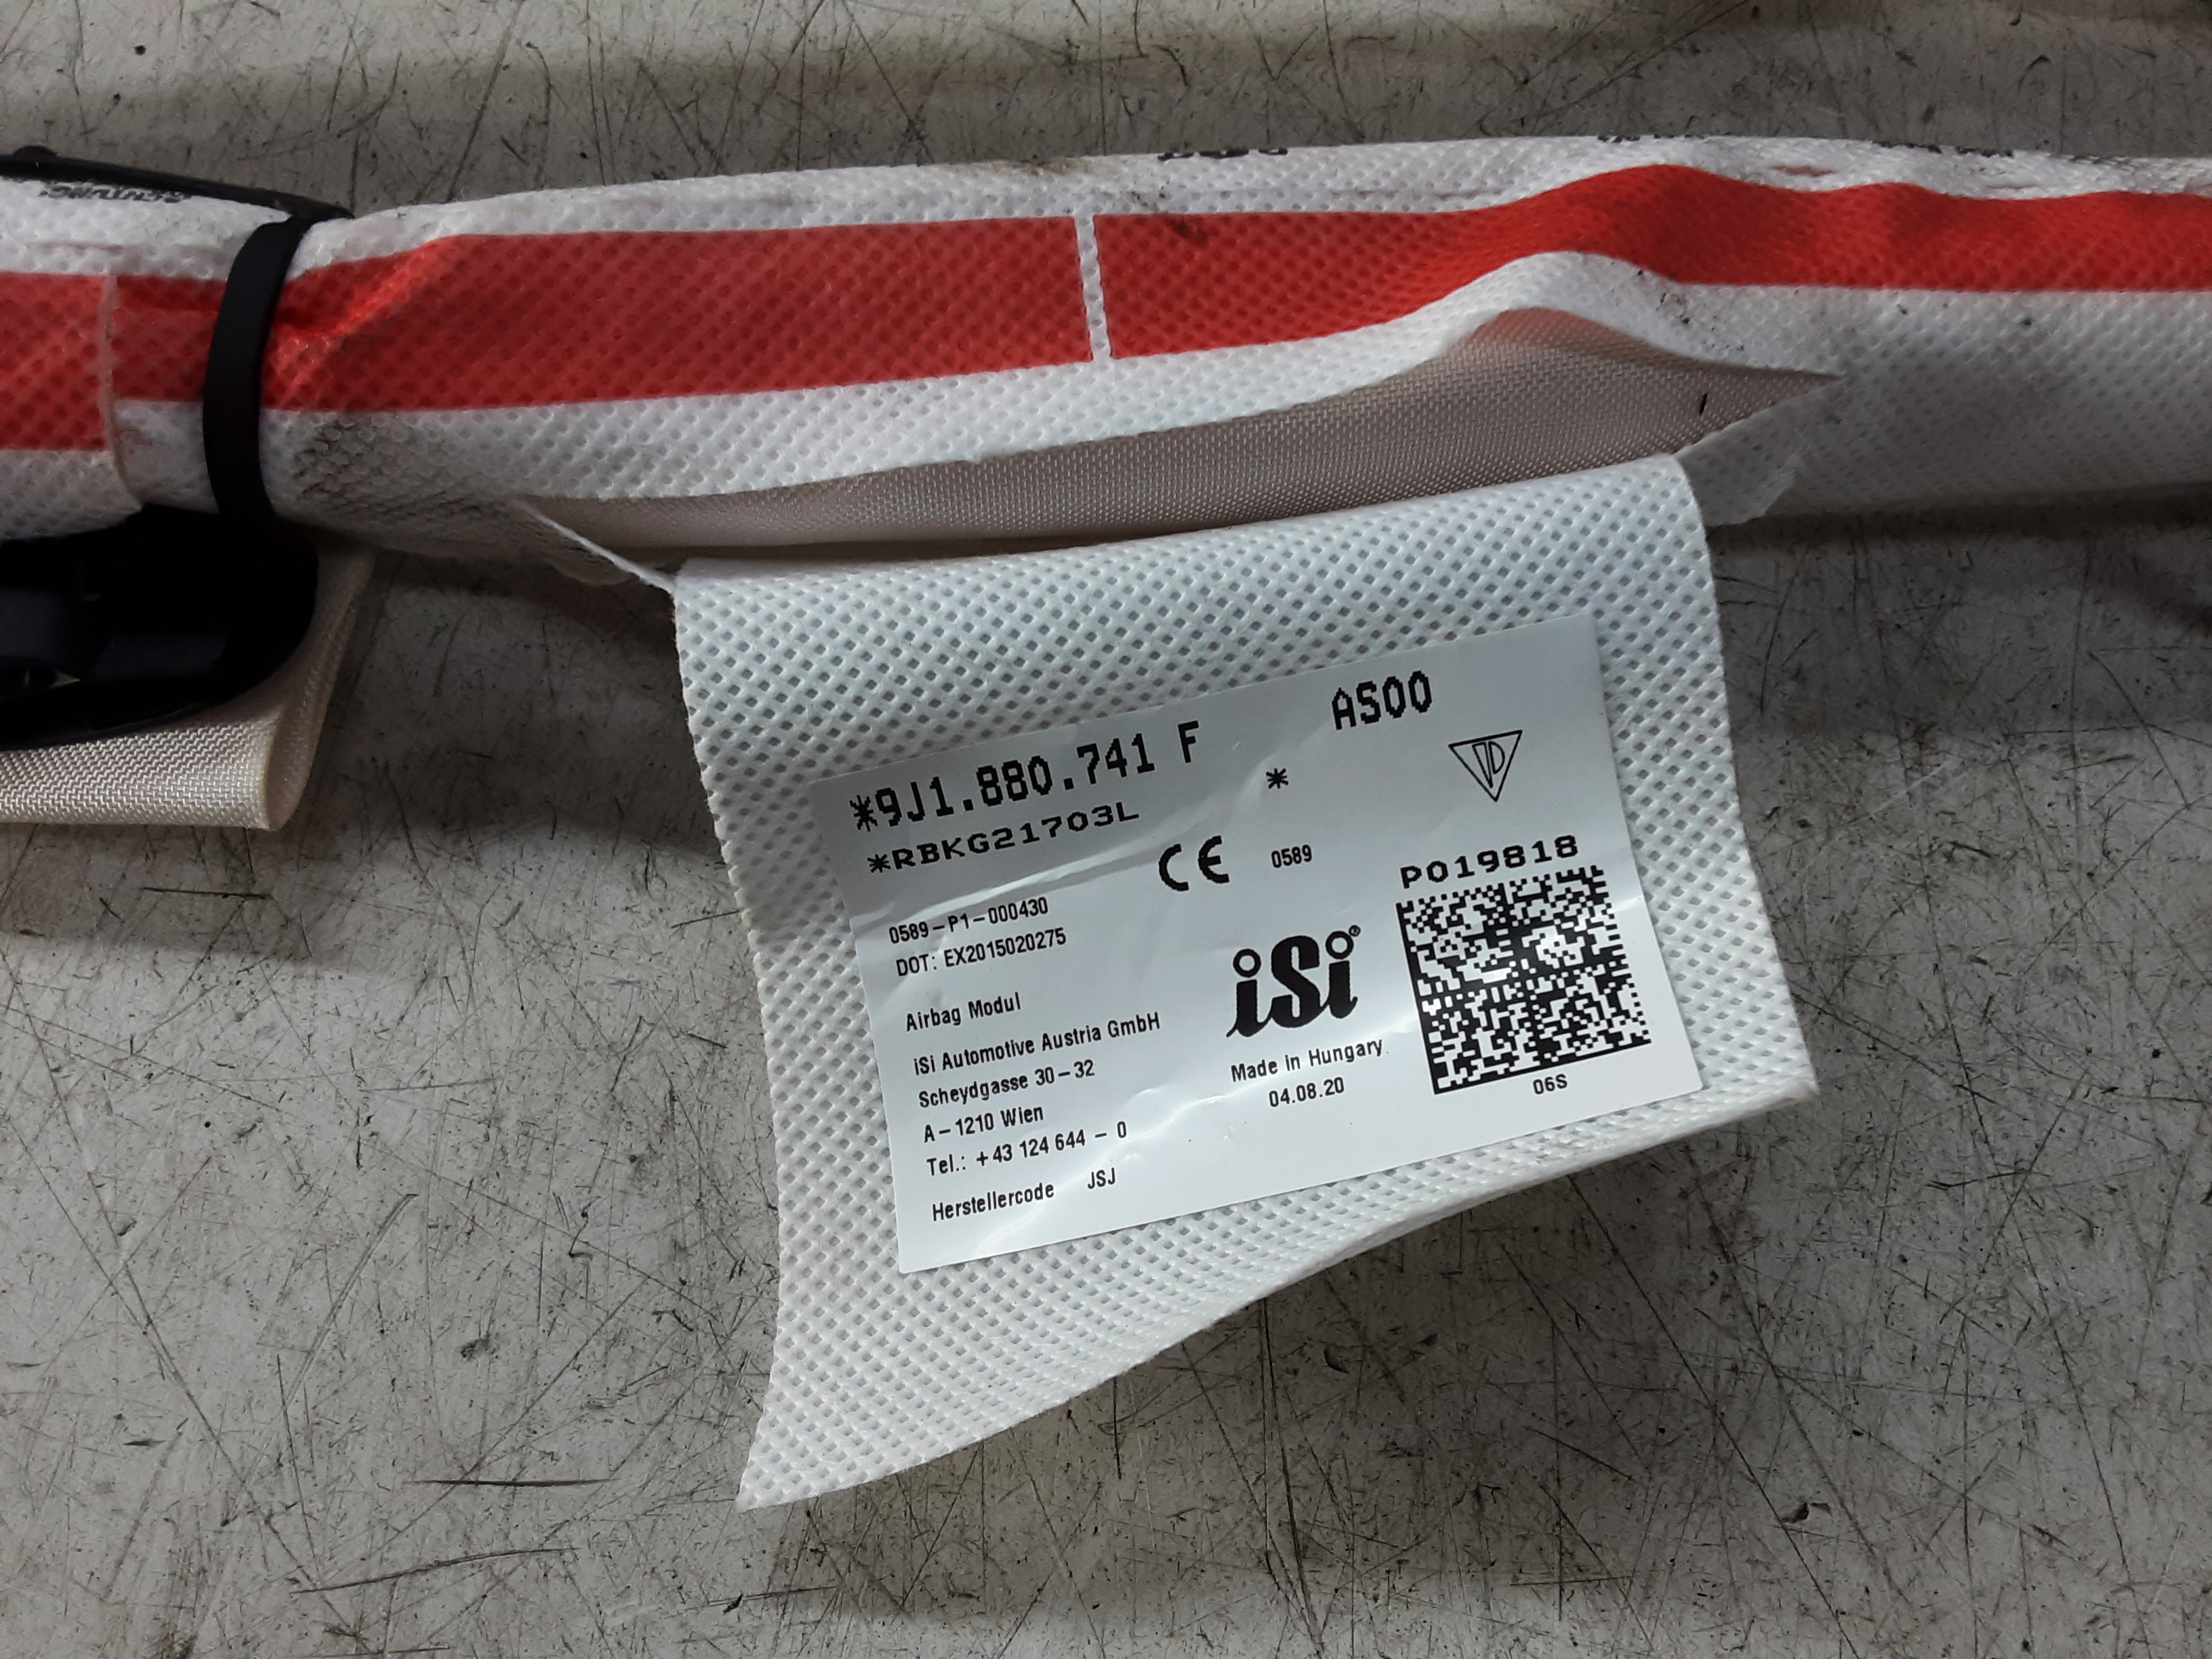 *9J1.880.741 F * A500
*RBKG21703L
CE 0589
P019818
0589-P1-000430
DOT: EX2015020275
Airbag Modul
iSi Automotive Austria GmbH
Scheydgasse 30-32
A-1210 Wien
Tel.: +43 124 644 - 0
Herstellercode JSJ
iSi®
Made in Hungary
04.08.20
06S